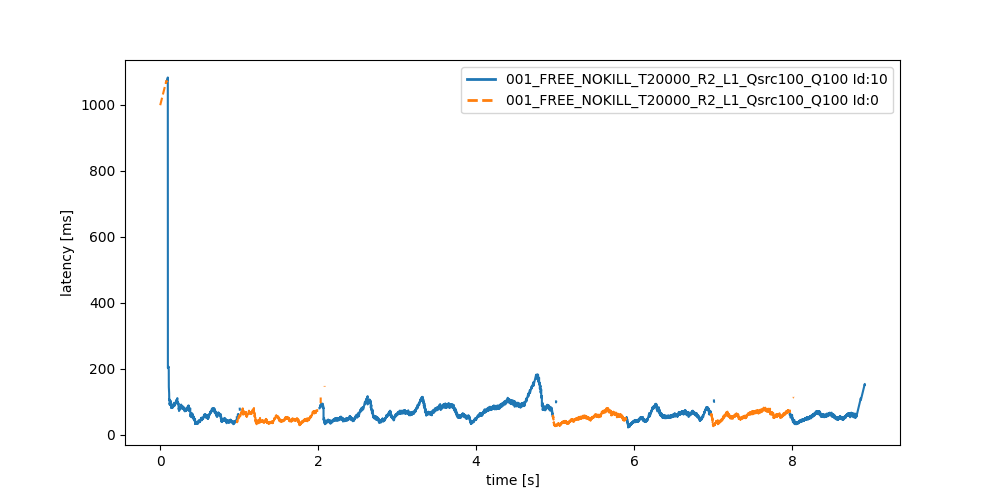 001_FREE_NOKILL_T20000_R2_L1_Qsrc100_Q100 Id:10
001_FREE_NOKILL_T20000_R2_L1_Qsrc100_Q100 Id:0
latency [ms]
1000
800
600
400
200
0
0 2 4 6 8
time [s]